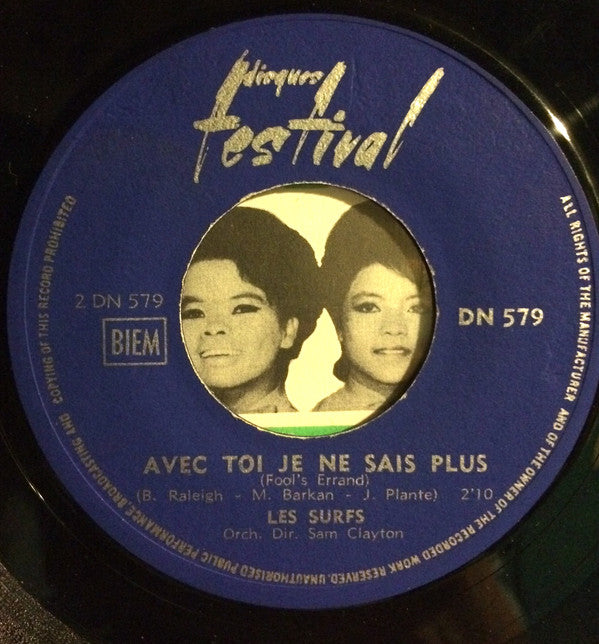 disques
festival
2. DN 579
BIEM
DN 579
AVEC TOI JE NE SAIS PLUS
(Fool's Errand)
(B. Raleigh - M. Barkan - J. Plante) 2'10
LES SURFS
Orch. Dir. Sam Clayton
ALL RIGHTS OF THE MANUFACTURER AND OF THE OWNER OF THE RECORDED WORK RESERVED. UNAUTHORISED PUBLIC PERFORMANCE BROADCASTING AND COPYING OF THIS RECORD PROHIBITED